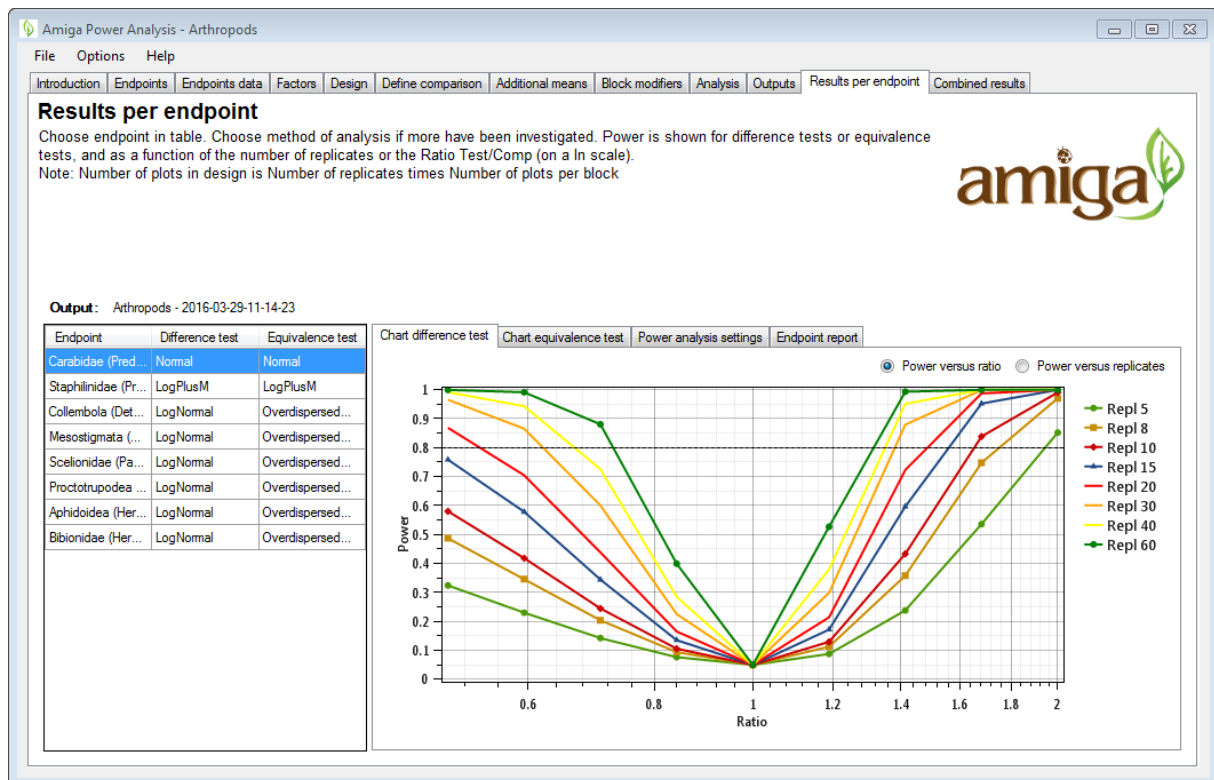 Amiga Power Analysis - Arthropods
File Options Help
Introduction Endpoints Endpoints data Factors Design Define comparison Additional means Block modifiers Analysis Outputs Results per endpoint Combined results
Results per endpoint
Choose endpoint in table. Choose method of analysis if more have been investigated. Power is shown for difference tests or equivalence
tests, and as a function of the number of replicates or the Ratio Test/Comp (on a ln scale).
Note: Number of plots in design is Number of replicates times Number of plots per block
amiga
Output: Arthropods - 2016-03-29-11-14-23
Endpoint Difference test Equivalence test
Carabidae (Pred... Normal Normal
Staphilinidae (Pr... LogPlusM LogPlusM
Collembola (Det... LogNormal Overdispersed...
Mesostigmata (... LogNormal Overdispersed...
Scelionidae (Pa... LogNormal Overdispersed...
Proctotrupodea ... LogNormal Overdispersed...
Aphidoidea (Her... LogNormal Overdispersed...
Bibionidae (Her... LogNormal Overdispersed...
Chart difference test Chart equivalence test Power analysis settings Endpoint report
Power versus ratio Power versus replicates
1
0.9
0.8
0.7
0.6
0.5
0.4
0.3
0.2
0.1
0
Power
0.6 0.8 1 1.2 1.4 1.6 1.8 2
Ratio
Repl 5
Repl 8
Repl 10
Repl 15
Repl 20
Repl 30
Repl 40
Repl 60